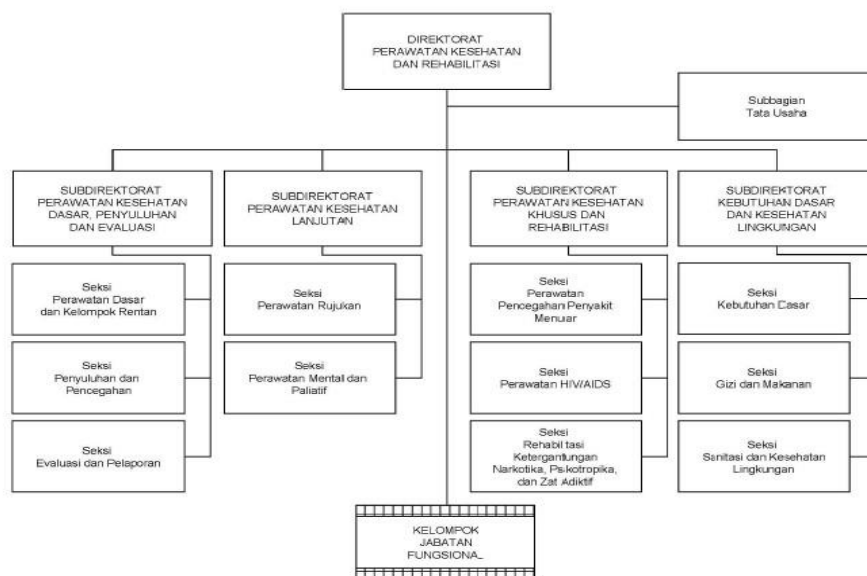 DIREKTORAT
PERAWATAN KESEHATAN
DAN REHABILITASI
Subbagian
Tata Usaha
SUBDIREKTORAT
PERAWATAN KESEHATAN
DASAR, PENYULUHAN
DAN EVALUASI
SUBDIREKTORAT
PERAWATAN KESEHATAN
LANJUTAN
SUBDIREKTORAT
PERAWATAN KESEHATAN
KHUSUS DAN
REHABILITASI
SUBDIREKTORAT
KEBUTUHAN DASAR
DAN KESEHATAN
LINGKUNGAN
Seksi
Perawatan Dasar
dan Kelompok Rentan
Seksi
Perawatan Rujukan
Seksi
Perawatan
Pencegahan Penyakit
Menular
Seksi
Kebutuhan Dasar
Seksi
Penyuluhan dan
Pencegahan
Seksi
Perawatan Mental dan
Paliatif
Seksi
Perawatan HIV/AIDS
Seksi
Gizi dan Makanan
Seksi
Evaluasi dan Pelaporan
Seksi
Rehabilitasi
Ketergantungan
Narkotika, Psikotropika,
dan Zat Adiktif
Seksi
Sanitasi dan Kesehatan
Lingkungan
KELOMPOK
JABATAN
FUNGSIONAL